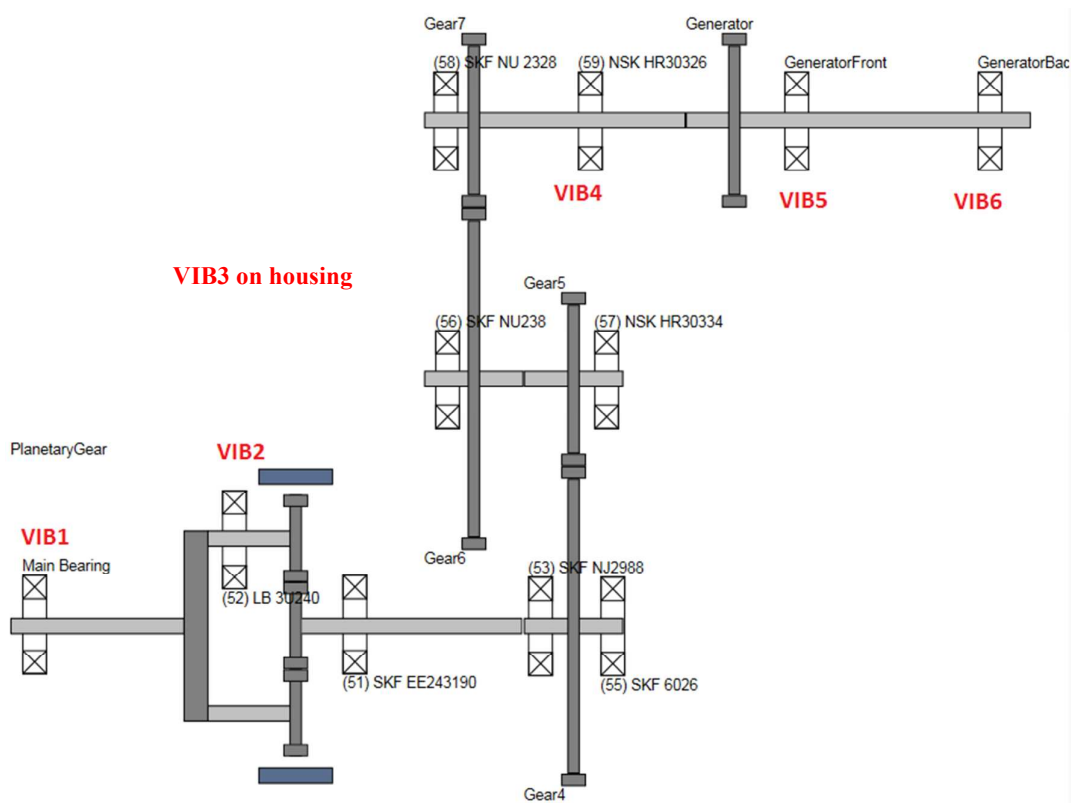 Gear7
Generator
(58) SKF NU 2328
(59) NSK HR30326
GeneratorFront
GeneratorBac
VIB4
VIB5
VIB6
VIB3 on housing
Gear5
(56) SKF NU238
(57) NSK HR30334
PlanetaryGear
VIB2
VIB1
Main Bearing
Gear6
(53) SKF NJ2988
(52) LB 3U240
(51) SKF EE243190
(55) SKF 6026
Gear4